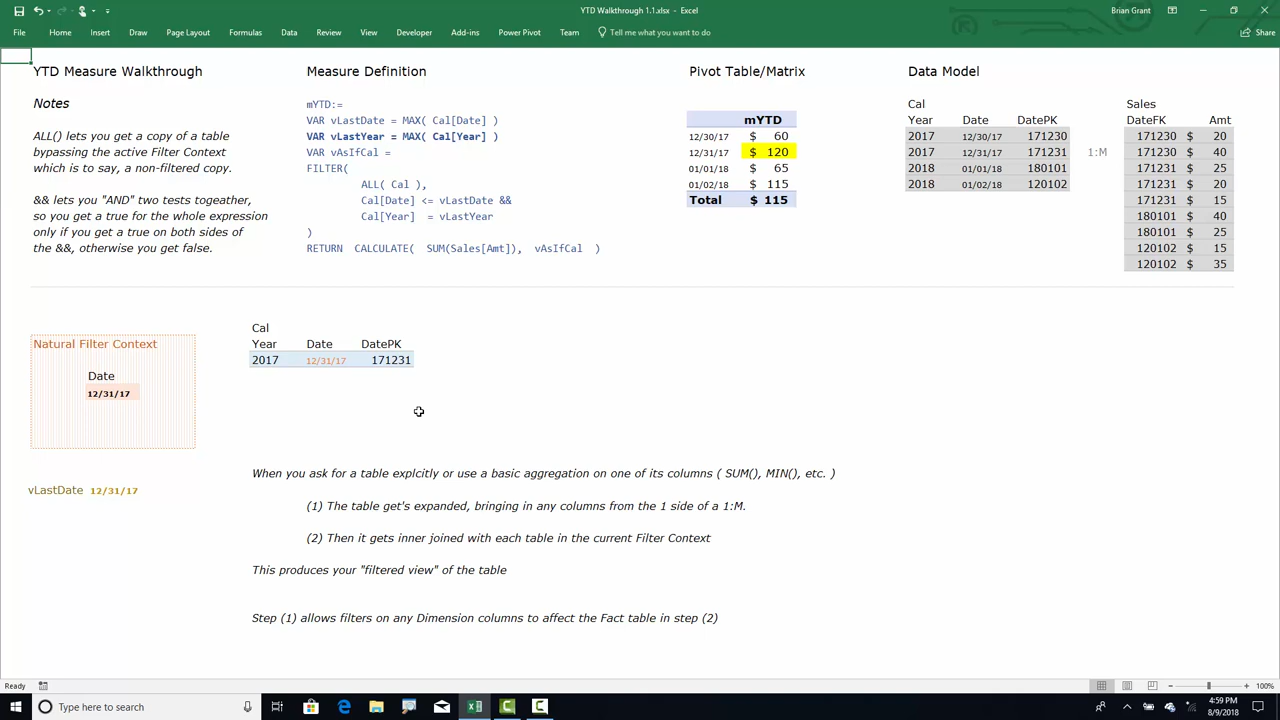 YTD Walkthrough 1.1.xlsx - Excel
Brian Grant
File Home Insert Draw Page Layout Formulas Data Review View Developer Add-ins Power Pivot Team Tell me what you want to do Share
YTD Measure Walkthrough
Notes
ALL() lets you get a copy of a table
bypassing the active Filter Context
which is to say, a non-filtered copy.
&& lets you "AND" two tests togeather,
so you get a true for the whole expression
only if you get a true on both sides of
the &&, otherwise you get false.
Measure Definition
mYTD:=
VAR vLastDate = MAX( Cal[Date] )
VAR vLastYear = MAX( Cal[Year] )
VAR vAsIfCal =
FILTER(
ALL( Cal ),
Cal[Date] <= vLastDate &&
Cal[Year] = vLastYear
)
RETURN CALCULATE( SUM(Sales[Amt]), vAsIfCal )
Pivot Table/Matrix
mYTD
12/30/17 $ 60
12/31/17 $ 120
01/01/18 $ 65
01/02/18 $ 115
Total $ 115
Data Model
Cal
Year Date DatePK
2017 12/30/17 171230
2017 12/31/17 171231
2018 01/01/18 180101
2018 01/02/18 120102
1:M
Sales
DateFK Amt
171230 $ 20
171230 $ 40
171231 $ 25
171231 $ 20
171231 $ 15
180101 $ 40
180101 $ 25
120102 $ 15
120102 $ 35
Natural Filter Context
Date
12/31/17
vLastDate 12/31/17
Cal
Year Date DatePK
2017 12/31/17 171231
When you ask for a table explcitly or use a basic aggregation on one of its columns ( SUM(), MIN(), etc. )
(1) The table get's expanded, bringing in any columns from the 1 side of a 1:M.
(2) Then it gets inner joined with each table in the current Filter Context
This produces your "filtered view" of the table
Step (1) allows filters on any Dimension columns to affect the Fact table in step (2)
Ready
100%
Type here to search
4:59 PM
8/9/2018